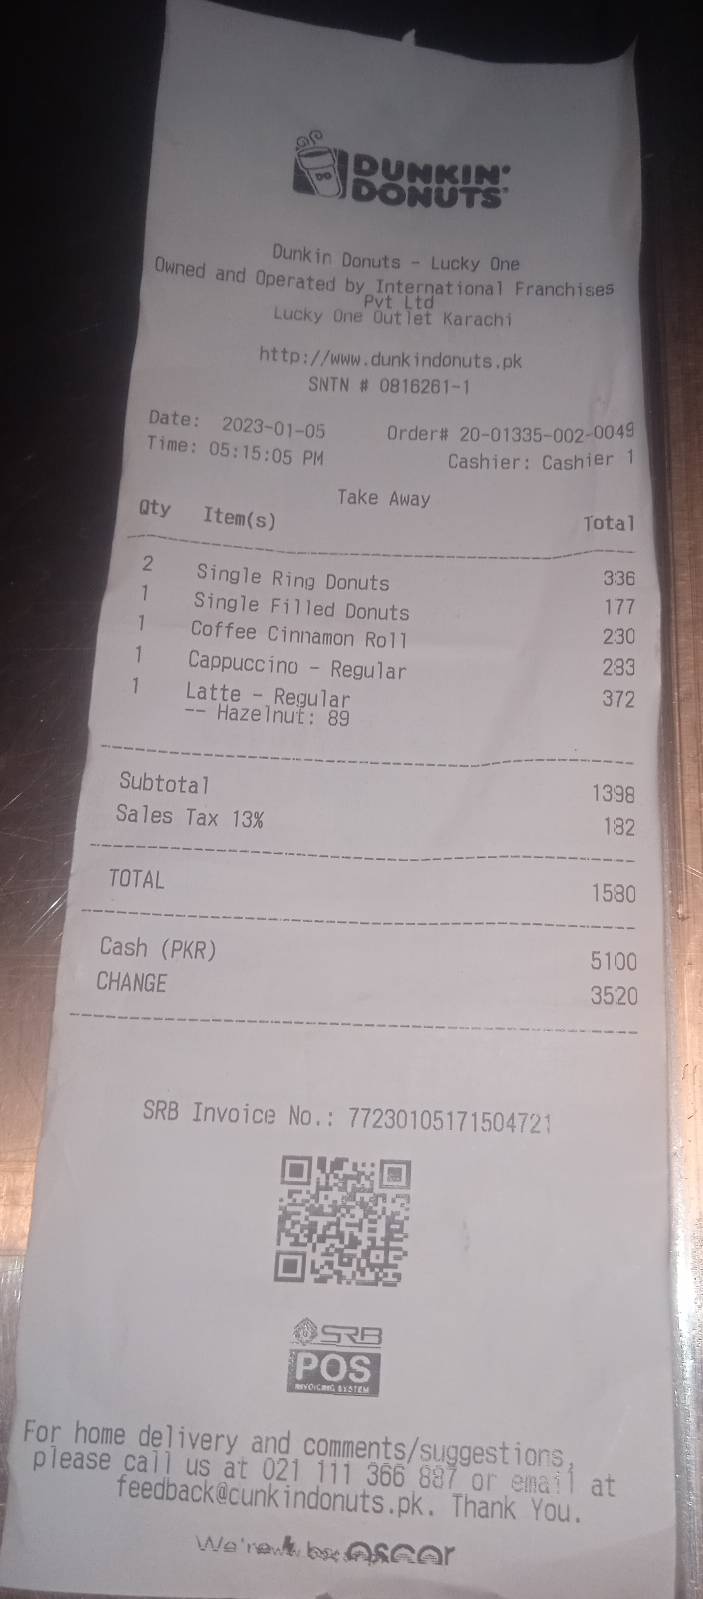 DUNKIN'
DONUTS
Dunkin Donuts - Lucky One
Owned and Operated by International Franchises
Pvt Ltd
Lucky One Outlet Karachi
http://www.dunkindonuts.pk
SNTN # 0816261-1
Date: 2023-01-05 Order# 20-01335-002-0049
Time: 05:15:05 PM Cashier: Cashier 1
Take Away
Qty Item(s) Total
2 Single Ring Donuts 336
1 Single Filled Donuts 177
1 Coffee Cinnamon Roll 230
1 Cappuccino - Regular 283
1 Latte - Regular 372
-- Hazelnut: 89
Subtotal 1398
Sales Tax 13% 182
TOTAL 1580
Cash (PKR) 5100
CHANGE 3520
SRB Invoice No.: 77230105171504721
SRB
POS
INVOICING SYSTEM
For home delivery and comments/suggestions,
please call us at 021 111 366 887 or email at
feedback@cunkindonuts.pk. Thank You.
oscar